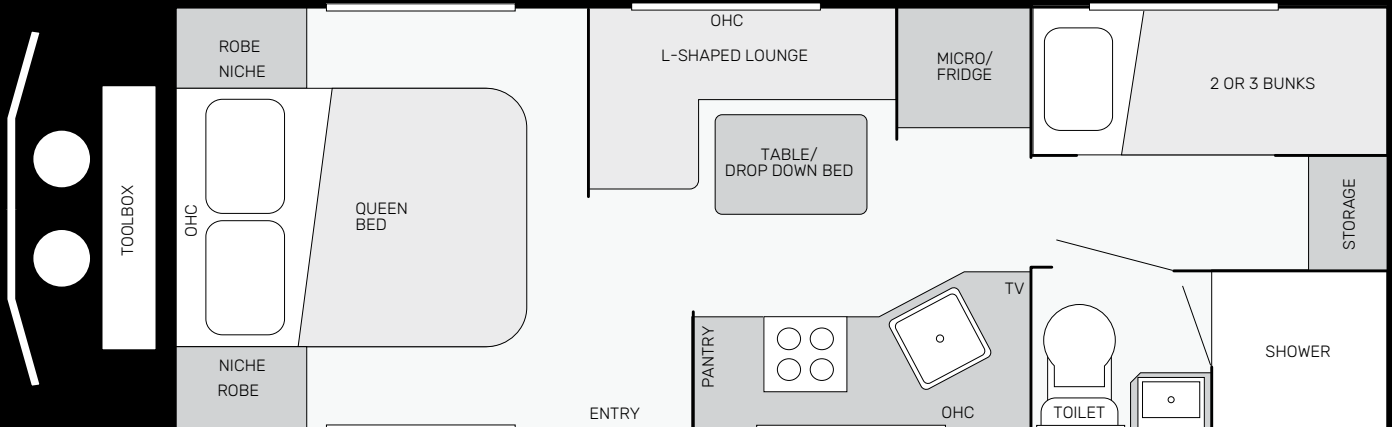 ROBE
NICHE
OHC
L-SHAPED LOUNGE
MICRO/
FRIDGE
2 OR 3 BUNKS
TABLE/
DROP DOWN BED
TOOLBOX
OHC
QUEEN
BED
STORAGE
TV
PANTRY
SHOWER
NICHE
ROBE
ENTRY
OHC
TOILET